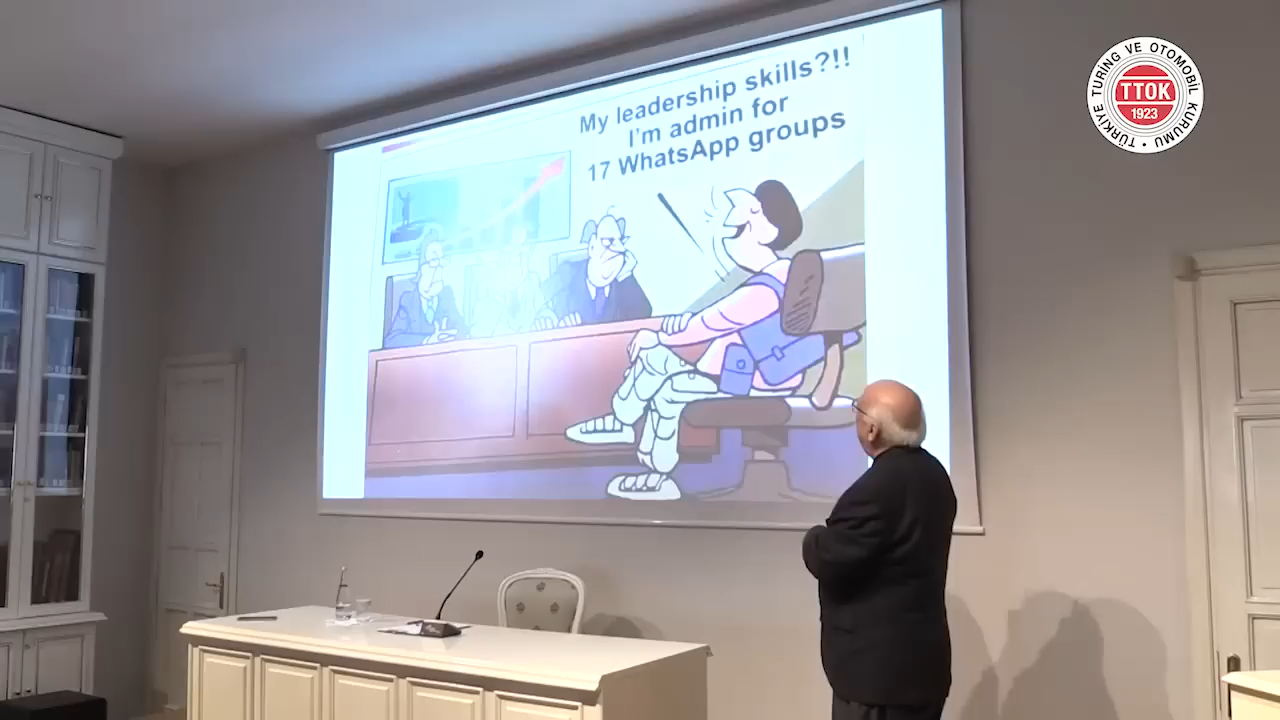 My leadership skills?!!
I'm admin for
17 WhatsApp groups
TÜRKİYE TURİNG VE OTOMOBİL KURUMU
TTOK
1923